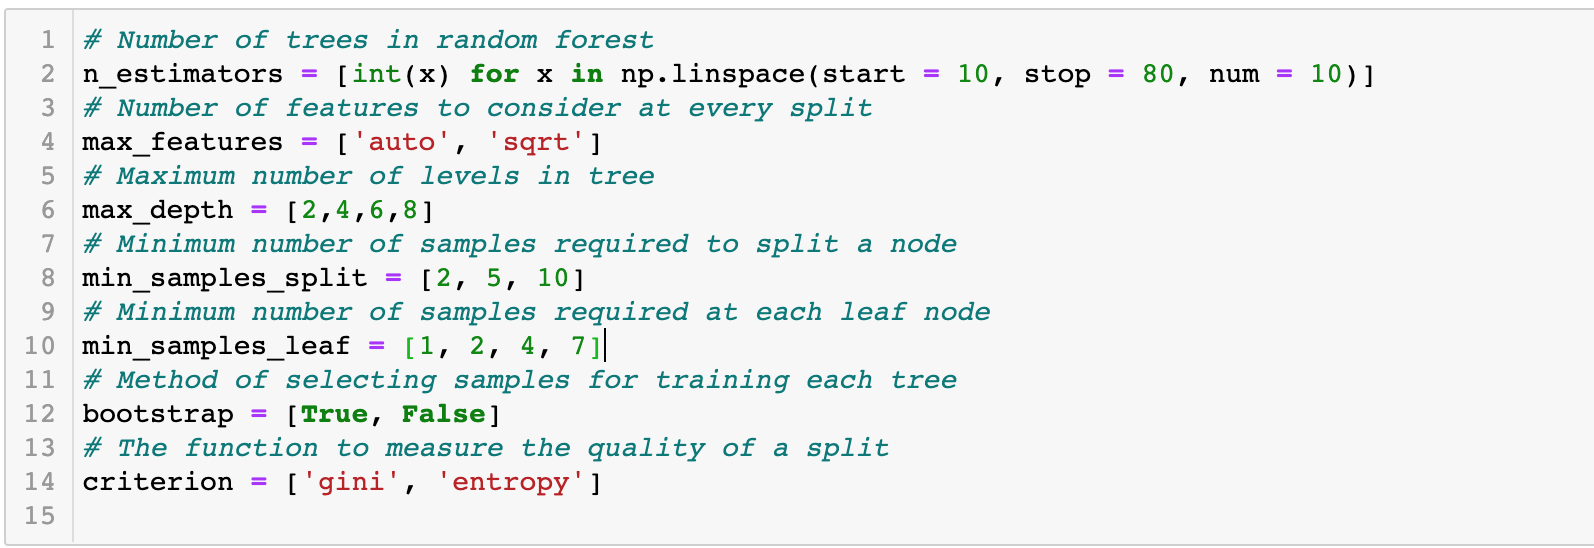 1 # Number of trees in random forest
2 n_estimators = [int(x) for x in np.linspace(start = 10, stop = 80, num = 10)]
3 # Number of features to consider at every split
4 max_features = ['auto', 'sqrt']
5 # Maximum number of levels in tree
6 max_depth = [2,4,6,8]
7 # Minimum number of samples required to split a node
8 min_samples_split = [2, 5, 10]
9 # Minimum number of samples required at each leaf node
10 min_samples_leaf = [1, 2, 4, 7]
11 # Method of selecting samples for training each tree
12 bootstrap = [True, False]
13 # The function to measure the quality of a split
14 criterion = ['gini', 'entropy']
15